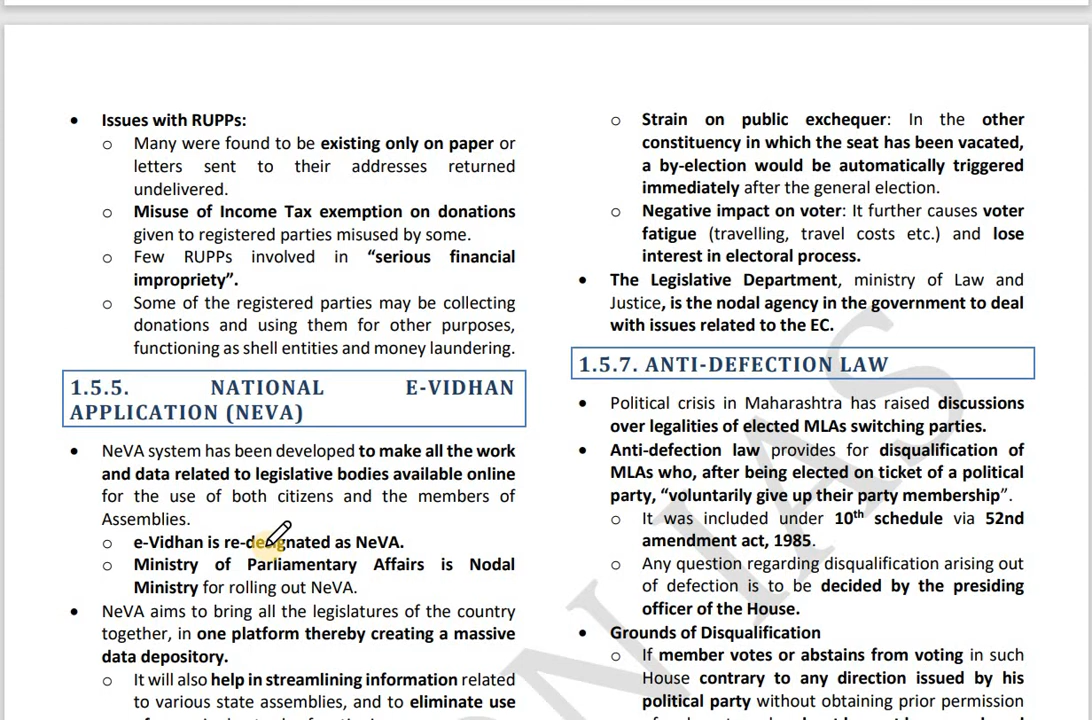 • Issues with RUPPs:
o Many were found to be existing only on paper or
letters sent to their addresses returned
undelivered.
o Misuse of Income Tax exemption on donations
given to registered parties misused by some.
o Few RUPPs involved in “serious financial
impropriety”.
o Some of the registered parties may be collecting
donations and using them for other purposes,
functioning as shell entities and money laundering.
1.5.5. NATIONAL E-VIDHAN
APPLICATION (NEVA)
• NeVA system has been developed to make all the work
and data related to legislative bodies available online
for the use of both citizens and the members of
Assemblies.
o e-Vidhan is re-designated as NeVA.
o Ministry of Parliamentary Affairs is Nodal
Ministry for rolling out NeVA.
• NeVA aims to bring all the legislatures of the country
together, in one platform thereby creating a massive
data depository.
o It will also help in streamlining information related
to various state assemblies, and to eliminate use
o Strain on public exchequer: In the other
constituency in which the seat has been vacated,
a by-election would be automatically triggered
immediately after the general election.
o Negative impact on voter: It further causes voter
fatigue (travelling, travel costs etc.) and lose
interest in electoral process.
• The Legislative Department, ministry of Law and
Justice, is the nodal agency in the government to deal
with issues related to the EC.
1.5.7. ANTI-DEFECTION LAW
• Political crisis in Maharashtra has raised discussions
over legalities of elected MLAs switching parties.
• Anti-defection law provides for disqualification of
MLAs who, after being elected on ticket of a political
party, “voluntarily give up their party membership”.
o It was included under 10th schedule via 52nd
amendment act, 1985.
o Any question regarding disqualification arising out
of defection is to be decided by the presiding
officer of the House.
• Grounds of Disqualification
o If member votes or abstains from voting in such
House contrary to any direction issued by his
political party without obtaining prior permission